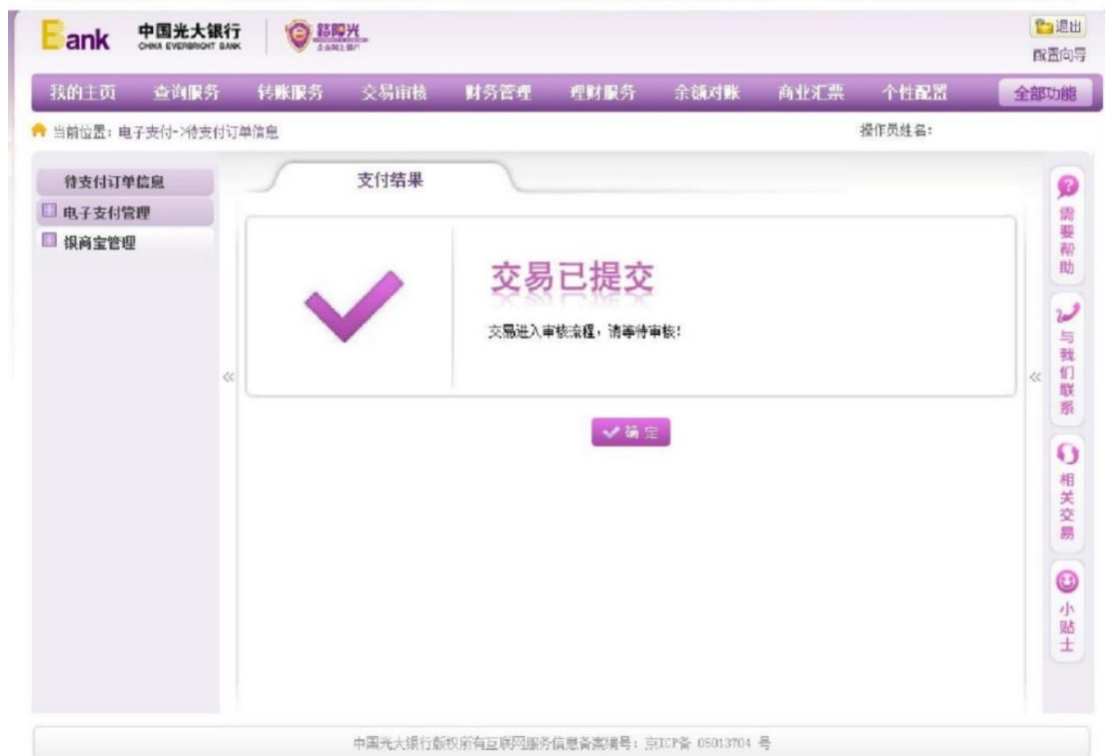 Bank 中国光大银行
CHINA EVERBRIGHT BANK
退出
配置向导
我的主页 查询服务 转账服务 交易审核 财务管理 理财服务 余额对账 商业汇票 个性配置 全部功能
当前位置：电子支付->待支付订单信息 操作员姓名：
待支付订单信息
电子支付管理
银商宝管理
支付结果
交易已提交
交易进入审核流程，请等待审核！
确定
需要帮助
与我们联系
相关交易
小贴士
中国光大银行版权所有互联网服务信息备案编号：京ICP备 05013704 号